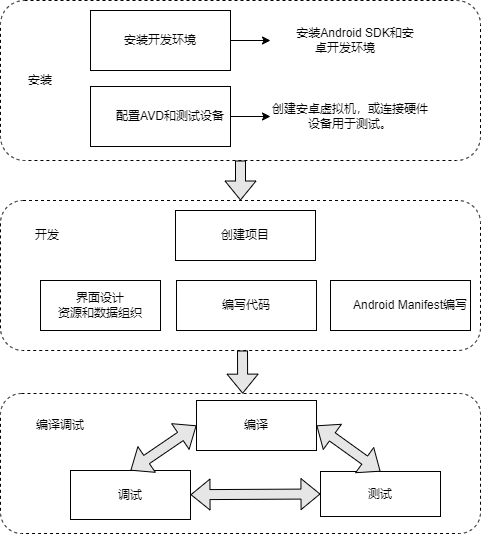 安装开发环境
安装Android SDK和安
卓开发环境
安装
配置AVD和测试设备
创建安卓虚拟机，或连接硬件
设备用于测试。
开发
创建项目
界面设计
资源和数据组织
编写代码
Android Manifest编写
编译调试
编译
调试
测试